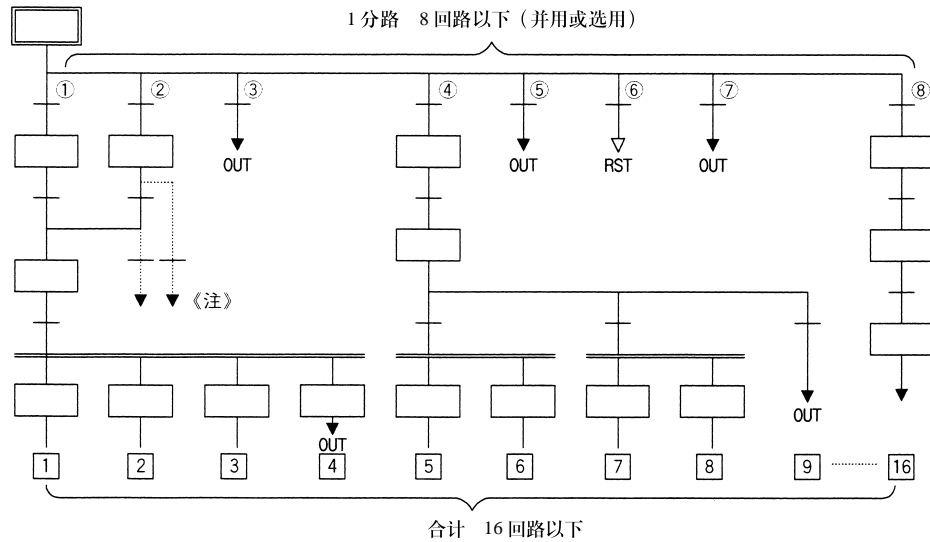 1分路 8回路以下（并用或选用）
① ② ③ ④ ⑤ ⑥ ⑦ ⑧
OUT OUT RST OUT
《注》
OUT
OUT
1 2 3 4 5 6 7 8 9 16
合计 16回路以下